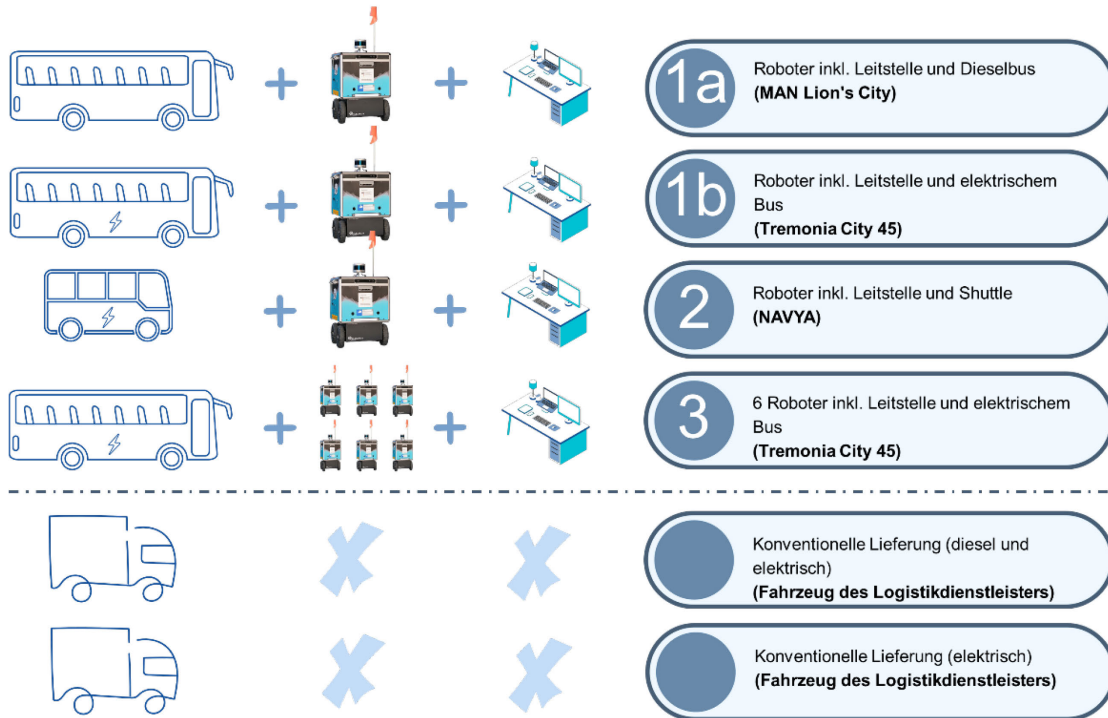 1a
Roboter inkl. Leitstelle und Dieselbus
(MAN Lion's City)
1b
Roboter inkl. Leitstelle und elektrischem
Bus
(Tremonia City 45)
2
Roboter inkl. Leitstelle und Shuttle
(NAVYA)
3
6 Roboter inkl. Leitstelle und elektrischem
Bus
(Tremonia City 45)
Konventionelle Lieferung (diesel und
elektrisch)
(Fahrzeug des Logistikdienstleisters)
Konventionelle Lieferung (elektrisch)
(Fahrzeug des Logistikdienstleisters)